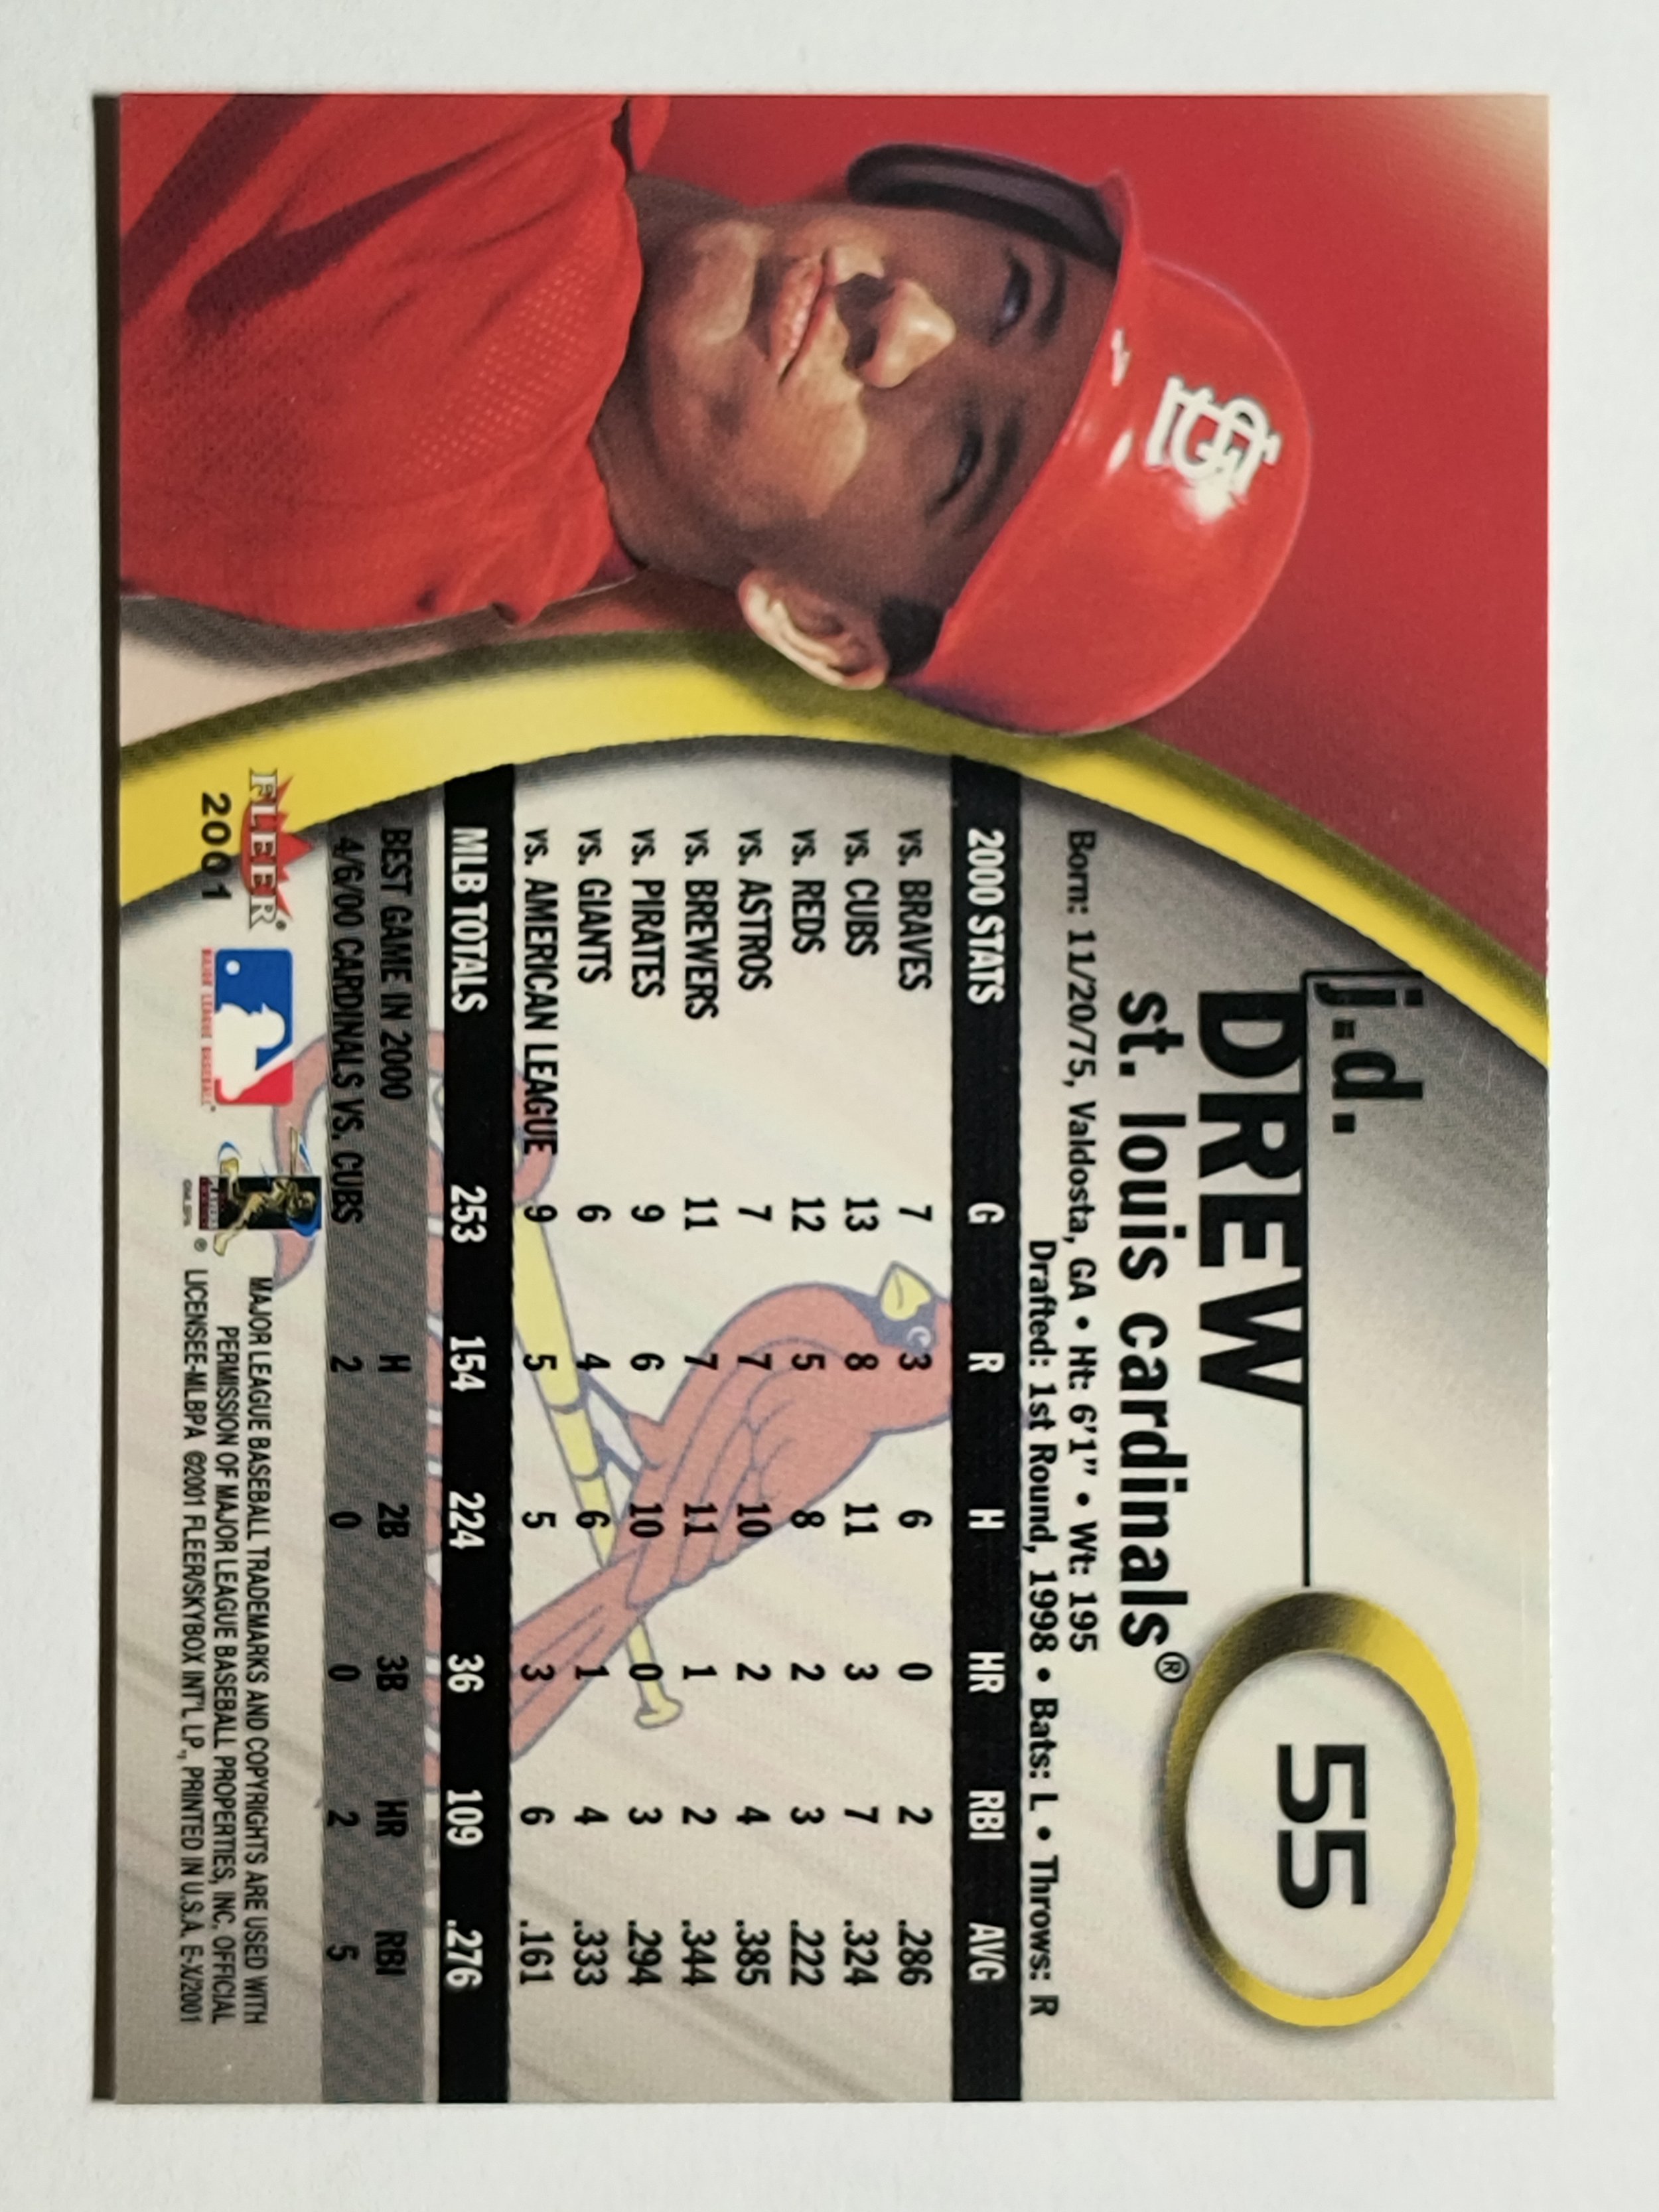 j.d.
DREW
55
st. louis cardinals®
Born: 11/20/75, Valdosta, GA • Ht: 6'1" • Wt: 195
Drafted: 1st Round, 1998 • Bats: L • Throws: R
2000 STATS G R H HR RBI AVG
vs. BRAVES 7 3 6 0 2 .286
vs. CUBS 13 8 11 3 7 .324
vs. REDS 12 5 8 2 3 .222
vs. ASTROS 7 7 10 2 4 .385
vs. BREWERS 11 7 11 1 2 .344
vs. PIRATES 9 6 10 0 3 .294
vs. GIANTS 6 4 6 1 4 .333
vs. AMERICAN LEAGUE 9 5 5 3 6 .161
MLB TOTALS 253 154 224 36 109 .276
BEST GAME IN 2000 H 2B 3B HR RBI
4/6/00 CARDINALS VS. CUBS 2 0 0 2 5
FLEER®
2001
MAJOR LEAGUE BASEBALL
©MLBPA
®
MAJOR LEAGUE BASEBALL TRADEMARKS AND COPYRIGHTS ARE USED WITH
PERMISSION OF MAJOR LEAGUE BASEBALL PROPERTIES, INC. OFFICIAL
LICENSEE-MLBPA ©2001 FLEER/SKYBOX INT'L LP., PRINTED IN U.S.A. E-X/2001
StL